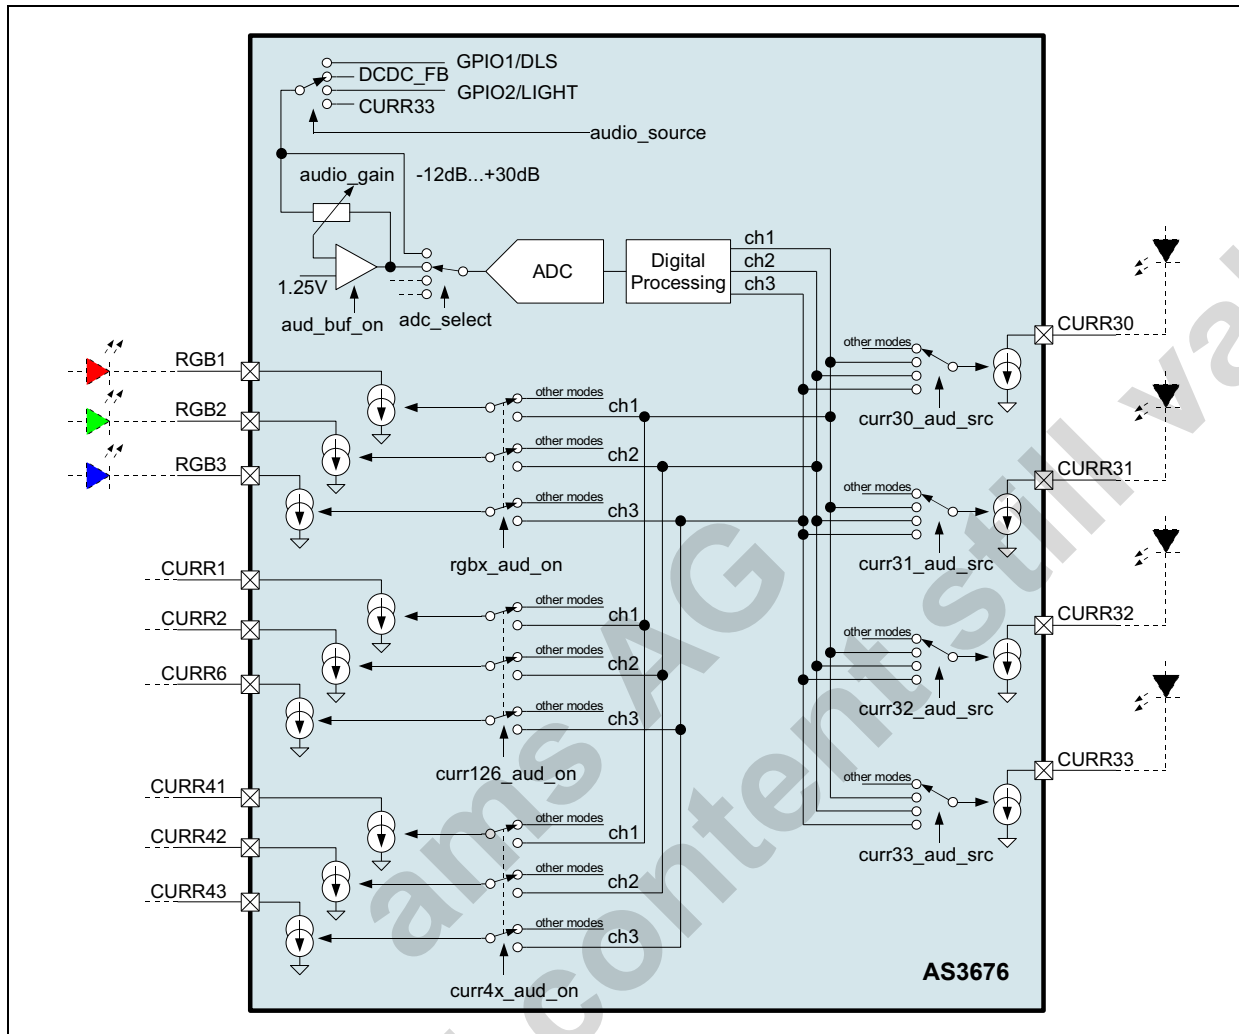 GPIO1/DLS
DCDC_FB
GPIO2/LIGHT
CURR33
audio_source
audio_gain
-12dB...+30dB
1.25V
aud_buf_on
adc_select
ADC
Digital
Processing
ch1
ch2
ch3
RGB1
RGB2
RGB3
other modes
ch1
other modes
ch2
other modes
ch3
rgbx_aud_on
CURR1
CURR2
CURR6
other modes
ch1
other modes
ch2
other modes
ch3
curr126_aud_on
CURR41
CURR42
CURR43
other modes
ch1
other modes
ch2
other modes
ch3
curr4x_aud_on
CURR30
other modes
curr30_aud_src
CURR31
other modes
curr31_aud_src
CURR32
other modes
curr32_aud_src
CURR33
other modes
curr33_aud_src
AS3676
ams AG
content still